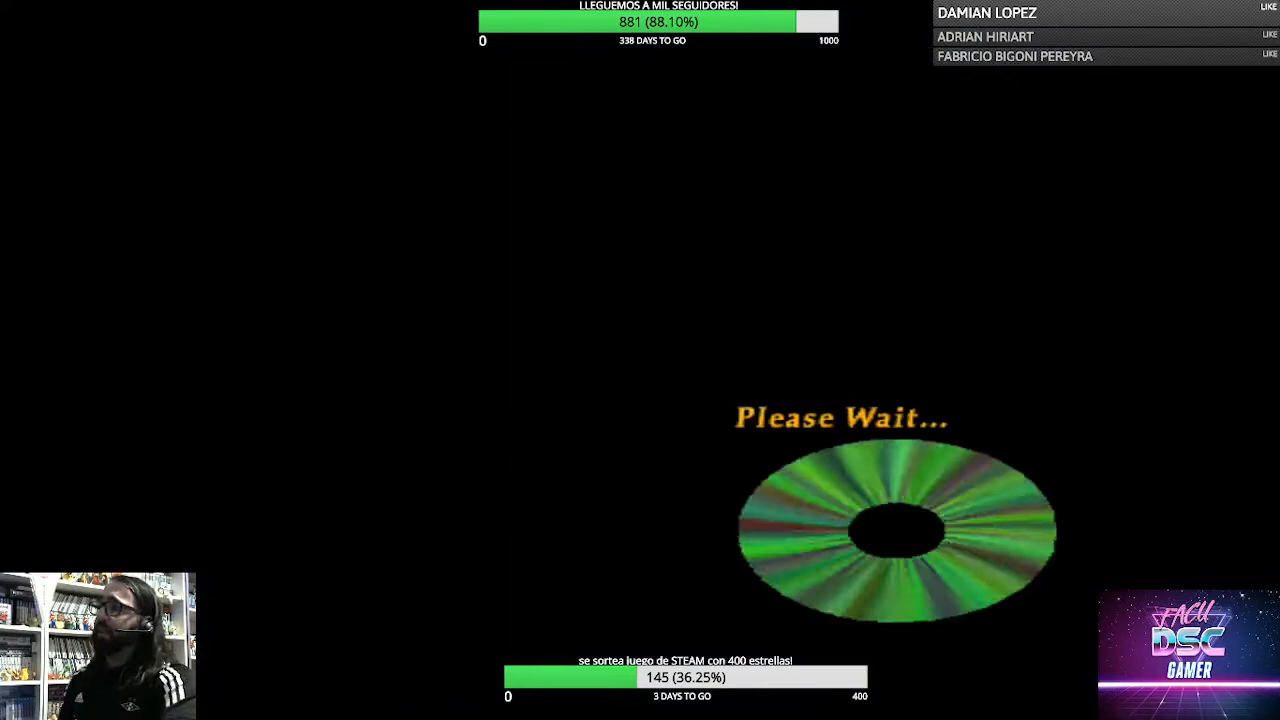 LLEGUEMOS A MIL SEGUIDORES!
881 (88.10%)
0
338 DAYS TO GO
1000
DAMIAN LOPEZ
LIKE
ADRIAN HIRIART
LIKE
FABRICIO BIGONI PEREYRA
LIKE
Please Wait...
se sortea juego de STEAM con 400 estrellas!
145 (36.25%)
0
3 DAYS TO GO
400
FACU
DSC
GAMER